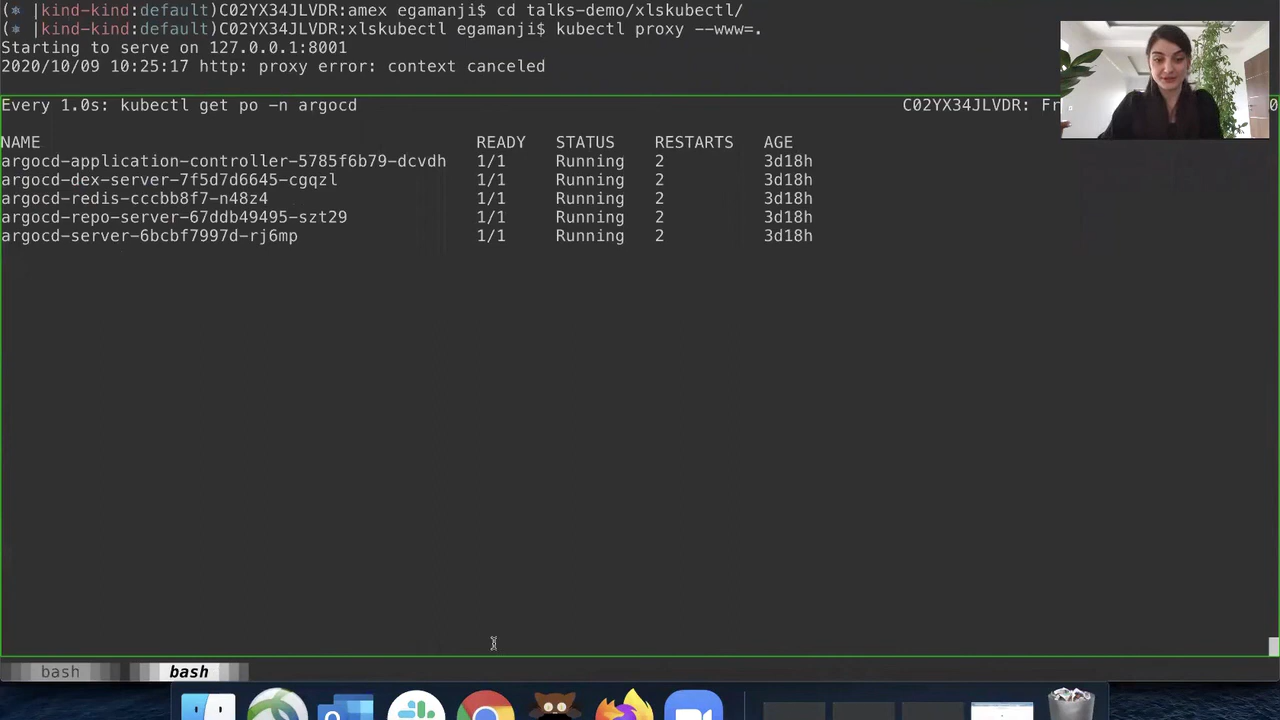 (⎈ |kind-kind:default)C02YX34JLVDR:amex egamanji$ cd talks-demo/xlskubectl/
(⎈ |kind-kind:default)C02YX34JLVDR:xlskubectl egamanji$ kubectl proxy --www=.
Starting to serve on 127.0.0.1:8001
2020/10/09 10:25:17 http: proxy error: context canceled
Every 1.0s: kubectl get po -n argocd C02YX34JLVDR:
NAME READY STATUS RESTARTS AGE
argocd-application-controller-5785f6b79-dcvdh 1/1 Running 2 3d18h
argocd-dex-server-7f5d7d6645-cgqzl 1/1 Running 2 3d18h
argocd-redis-cccbb8f7-n48z4 1/1 Running 2 3d18h
argocd-repo-server-67ddb49495-szt29 1/1 Running 2 3d18h
argocd-server-6bcbf7997d-rj6mp 1/1 Running 2 3d18h
bash bash